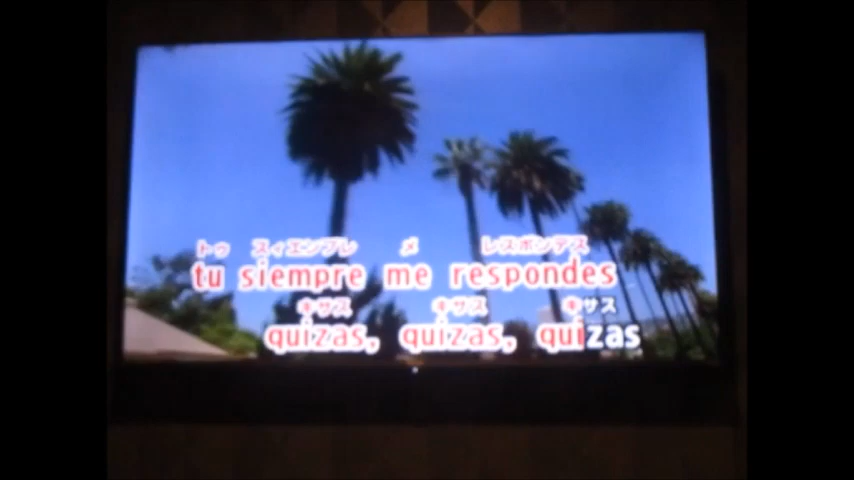 トゥ スィエンプレ メ レスポンデス
tu siempre me respondes
キサス キサス キサス
quizas, quizas, quizas